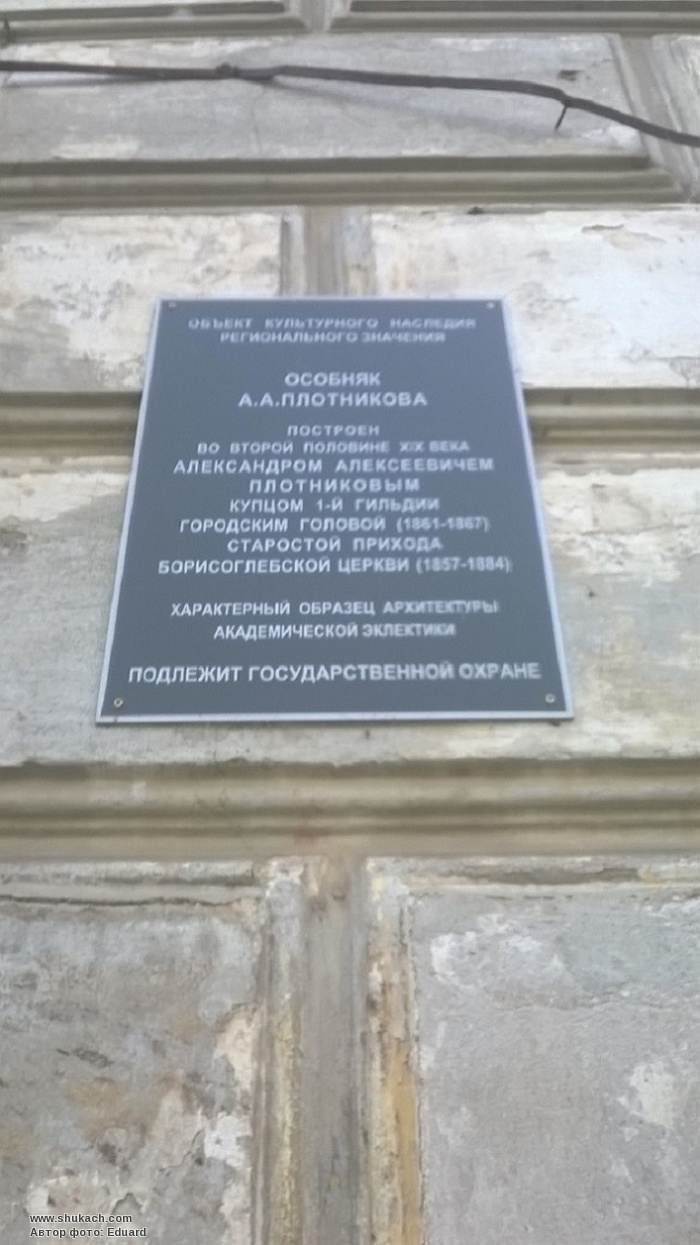 ОБЪЕКТ КУЛЬТУРНОГО НАСЛЕДИЯ
РЕГИОНАЛЬНОГО ЗНАЧЕНИЯ
ОСОБНЯК
А.А.ПЛОТНИКОВА
ПОСТРОЕН
ВО ВТОРОЙ ПОЛОВИНЕ XIX ВЕКА
АЛЕКСАНДРОМ АЛЕКСЕЕВИЧЕМ
ПЛОТНИКОВЫМ
КУПЦОМ 1-Й ГИЛЬДИИ
ГОРОДСКИМ ГОЛОВОЙ (1861-1867)
СТАРОСТОЙ ПРИХОДА
БОРИСОГЛЕБСКОЙ ЦЕРКВИ (1857-1884)
ХАРАКТЕРНЫЙ ОБРАЗЕЦ АРХИТЕКТУРЫ
АКАДЕМИЧЕСКОЙ ЭКЛЕКТИКИ
ПОДЛЕЖИТ ГОСУДАРСТВЕННОЙ ОХРАНЕ
www.shukach.com
Автор фото: Eduard